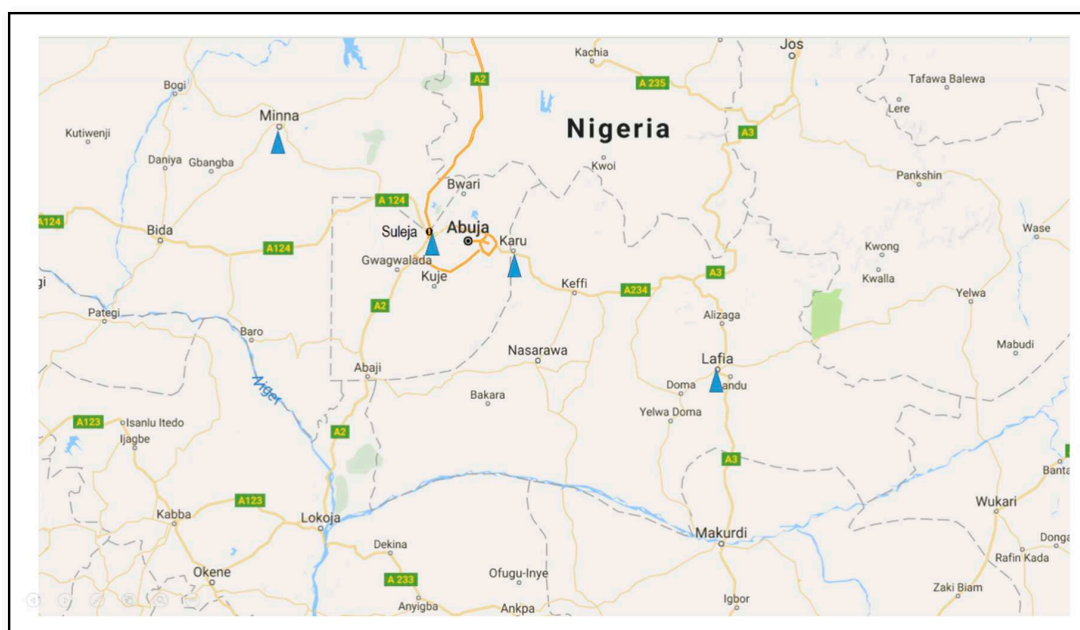 Jos
Kachia
A2
A 235
Tafawa Balewa
Bogi
Lere
Minna
Nigeria
A3
Kutiwenji
Daniya
Gbangba
Kwoi
Pankshin
Bwari
A 124
A124
Bida
Suleja
Abuja
Karu
Wase
A124
Kwong
Gwagwalada
Kuje
Kwalla
A3
gi
Keffi
A234
Yelwa
A2
Pategi
Alizaga
Baro
Mabudi
Nasarawa
Lafia
Abaji
Niger
Doma
andu
Bakara
Yelwa Doma
A123
Isanlu Itedo
A2
Ijagbe
A3
Banta
A123
Wukari
Kabba
Lokoja
Makurdi
Dekina
Donga
Rafin Kada
Okene
Ofugu-Inye
A 233
Zaki Biam
Anyigba
Ankpa
Igbor